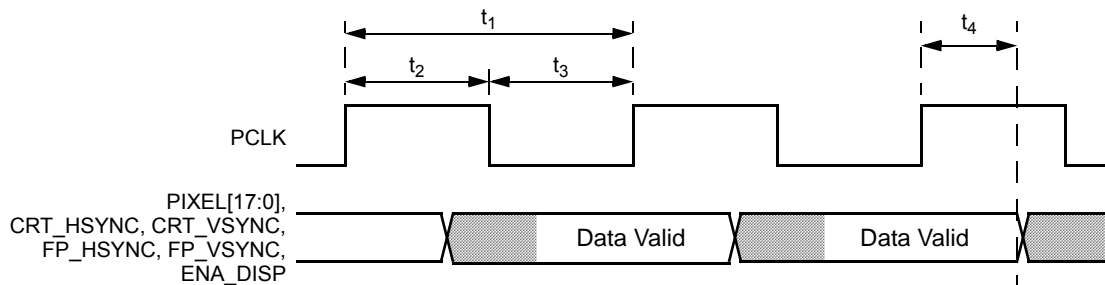 t1
t4
t2
t3
PCLK
PIXEL[17:0],
CRT_HSYNC, CRT_VSYNC,
FP_HSYNC, FP_VSYNC,
ENA_DISP
Data Valid
Data Valid